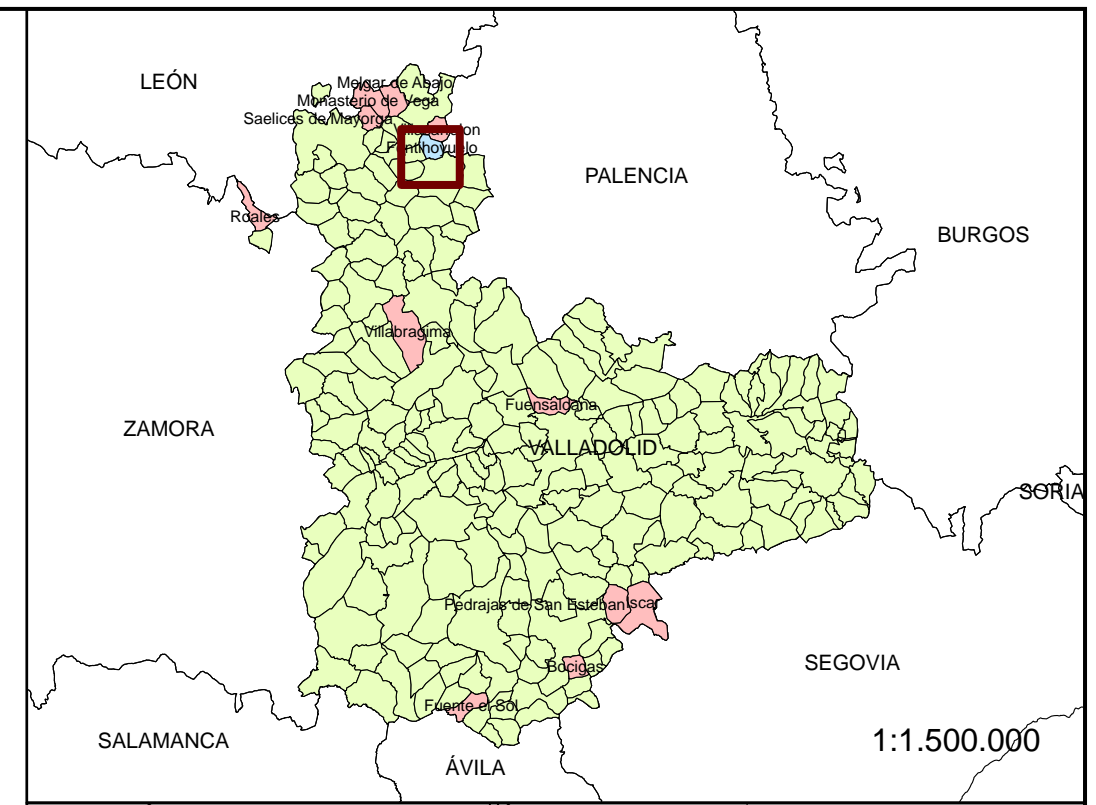 LEÓN
Melgar de Abajo
Monasterio de Vega
Saelices de Mayorga
Fontihoyuelo
PALENCIA
Roales
BURGOS
Villabragima
Fuensaldana
ZAMORA
VALLADOLID
SORIA
Pedrajas de San Esteban
Iscar
SEGOVIA
Bocigas
Fuente el Sol
SALAMANCA
1:1.500.000
ÁVILA